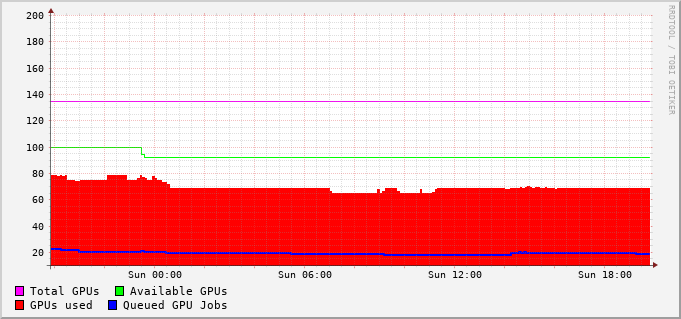 200
180
160
140
120
100
80
60
40
20
Sun 00:00 Sun 06:00 Sun 12:00 Sun 18:00
Total GPUs Available GPUs
GPUs used Queued GPU Jobs
RRDTOOL / TOBI OETIKER